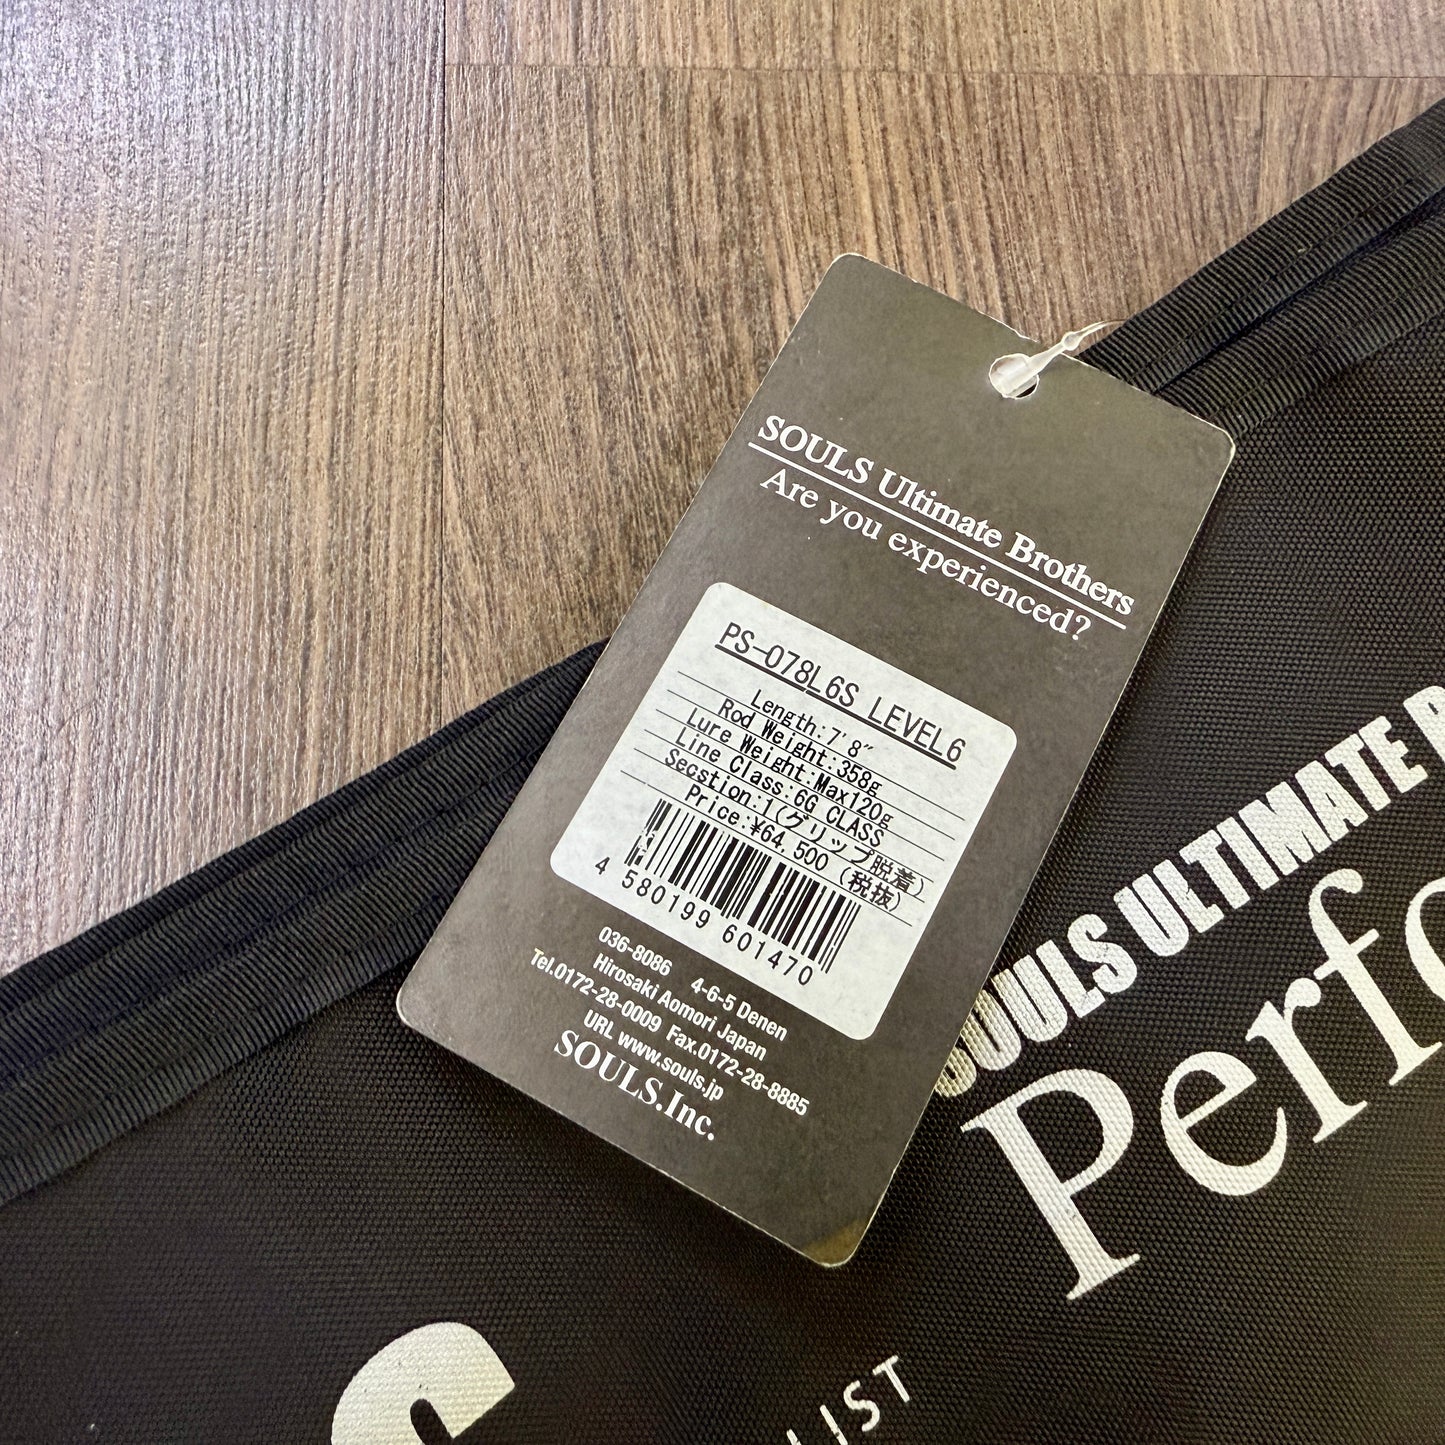 SOULS Ultimate Brothers
Are you experienced?
PS-078L6S LEVEL6
Length:7'8"
Rod Weight:358g
Lure Weight:Max120g
Line Class:6G CLASS
Secstion:1(グリップ脱着)
Price:¥64,500 (税抜)
4 580199 601470
036-8086 4-6-5 Denen
Hirosaki Aomori Japan
Tel.0172-28-0009 Fax.0172-28-8885
URL www.souls.jp
SOULS.Inc.
SOULS ULTIMATE
Perfo
IST